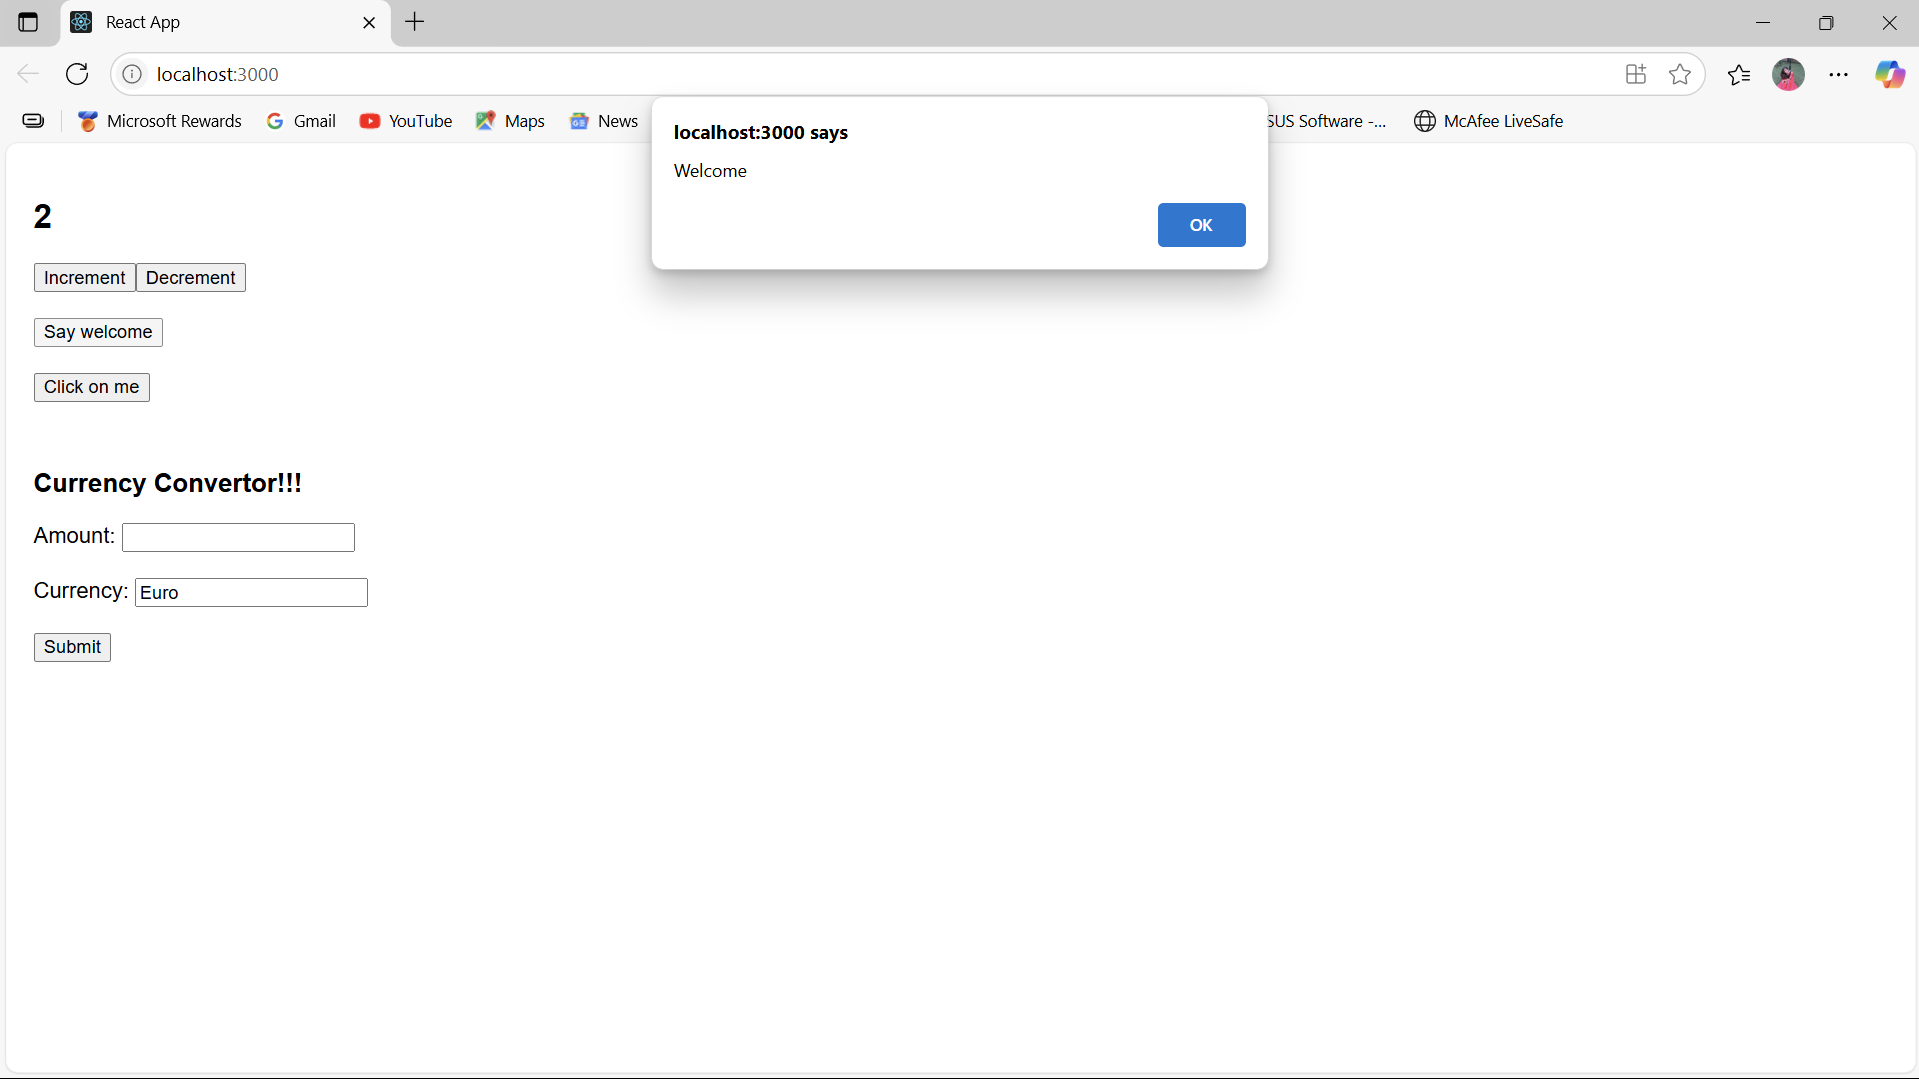 React App
localhost:3000
Microsoft Rewards Gmail YouTube Maps News SUS Software -... McAfee LiveSafe
localhost:3000 says
Welcome
OK
2
Increment Decrement
Say welcome
Click on me
Currency Convertor!!!
Amount:
Currency: Euro
Submit